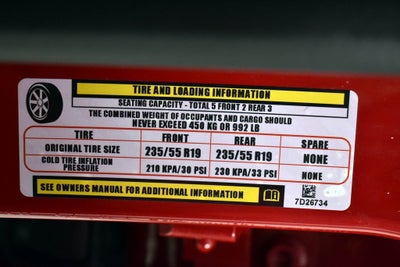 TIRE AND LOADING INFORMATION
SEATING CAPACITY - TOTAL 5 FRONT 2 REAR 3
THE COMBINED WEIGHT OF OCCUPANTS AND CARGO SHOULD
NEVER EXCEED 450 KG OR 992 LB
TIRE FRONT REAR SPARE
ORIGINAL TIRE SIZE 235/55 R19 235/55 R19 NONE
COLD TIRE INFLATION
PRESSURE 210 KPA/30 PSI 230 KPA/33 PSI NONE
SEE OWNERS MANUAL FOR ADDITIONAL INFORMATION
7D26734